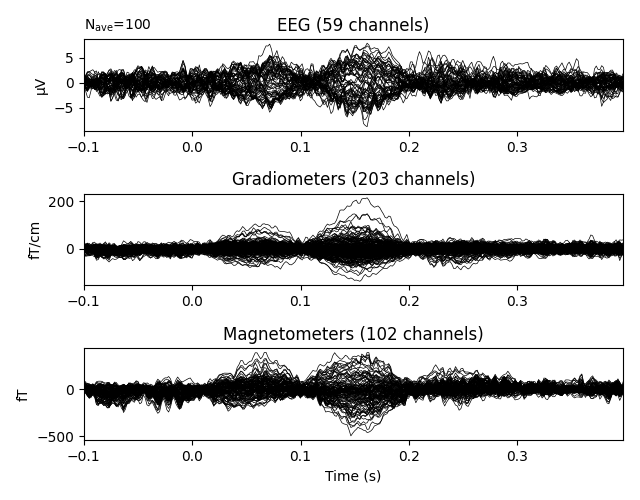 N_ave=100
EEG (59 channels)
5
0
−5
µV
−0.1 0.0 0.1 0.2 0.3
Gradiometers (203 channels)
200
0
fT/cm
−0.1 0.0 0.1 0.2 0.3
Magnetometers (102 channels)
0
−500
fT
−0.1 0.0 0.1 0.2 0.3
Time (s)